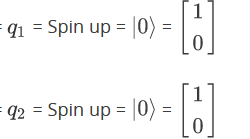 = q₁ = Spin up = |0⟩ = [1 0]
= q₂ = Spin up = |0⟩ = [1 0]